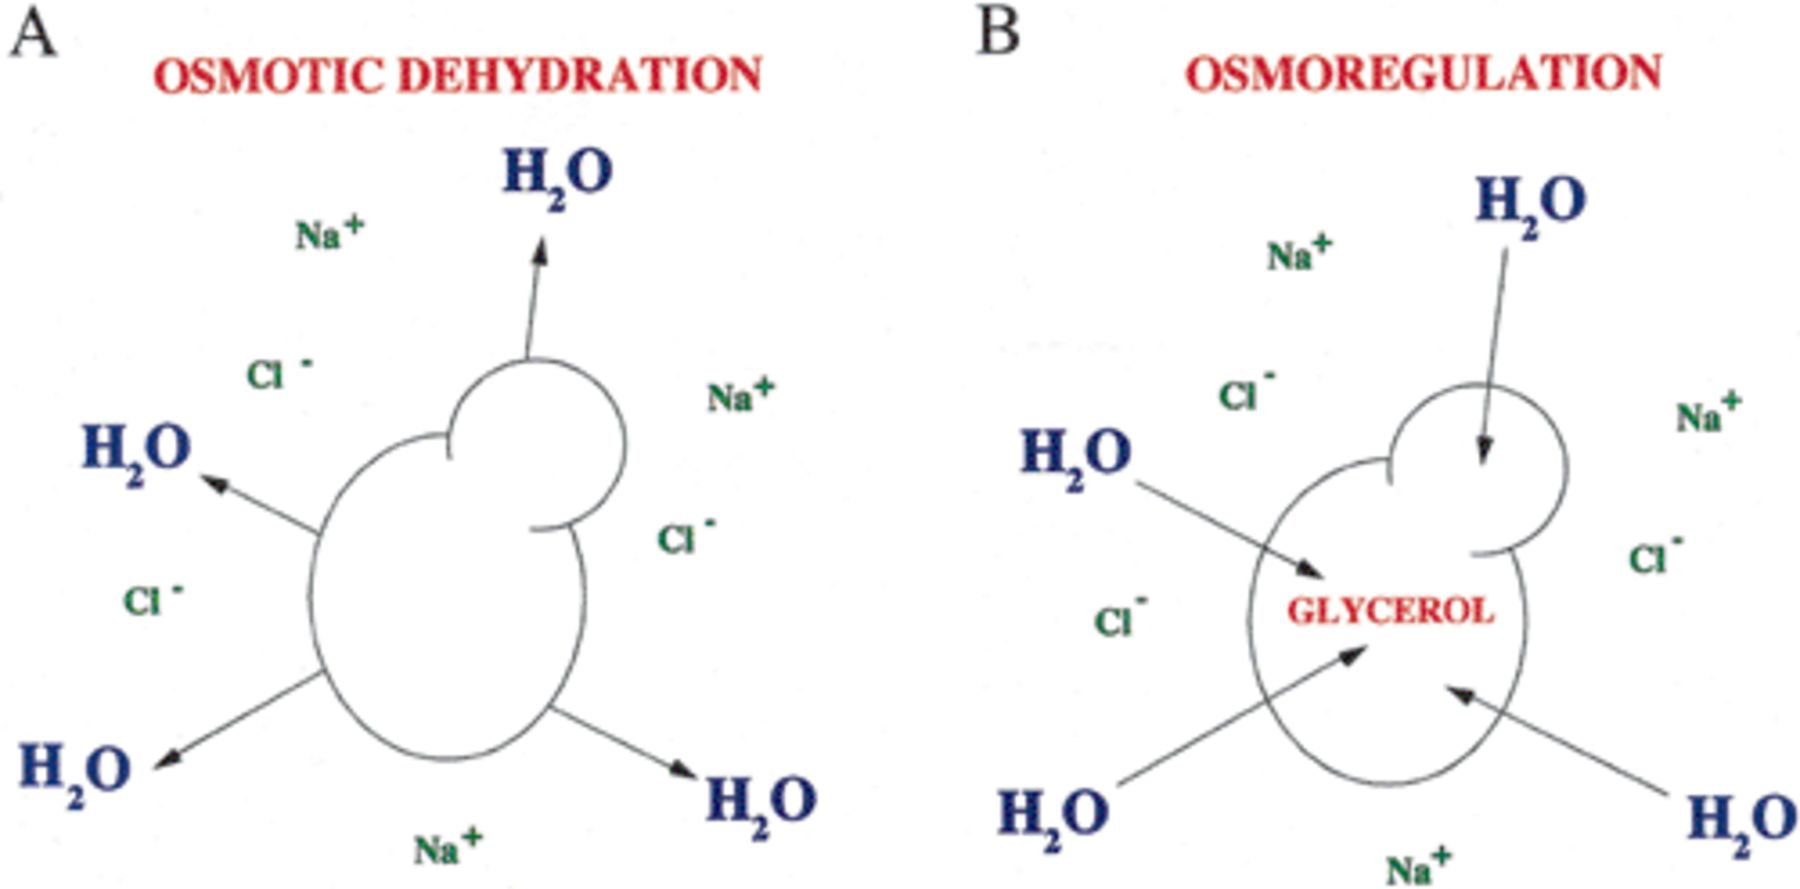 A
OSMOTIC DEHYDRATION
H₂O
Na⁺
Cl⁻
Na⁺
H₂O
Cl⁻
Cl⁻
H₂O
H₂O
Na⁺
B
OSMOREGULATION
H₂O
Na⁺
Cl⁻
Na⁺
H₂O
Cl⁻
GLYCEROL
Cl⁻
H₂O
H₂O
Na⁺